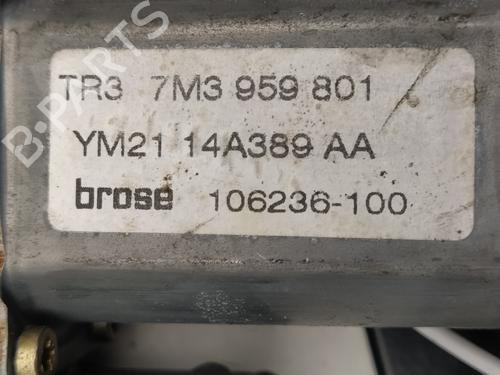 B-PARTS
TR3 7M3 959 801
YM21 14A389 AA
brose 106236-100